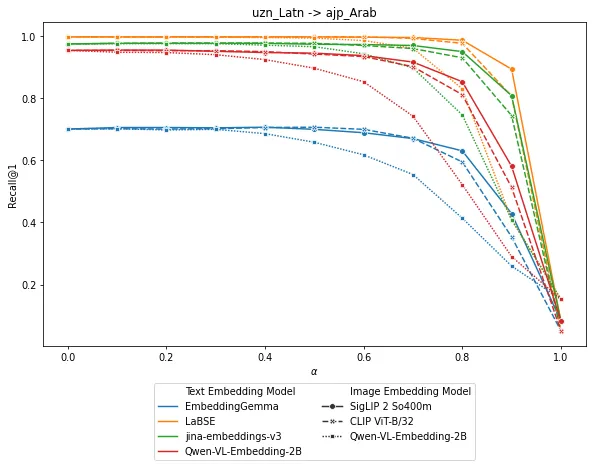 uzn_Latn -> ajp_Arab
Recall@1
1.0
0.8
0.6
0.4
0.2
0.0 0.2 0.4 0.6 0.8 1.0
α
Text Embedding Model Image Embedding Model
EmbeddingGemma SigLIP 2 So400m
LaBSE CLIP ViT-B/32
jina-embeddings-v3 Qwen-VL-Embedding-2B
Qwen-VL-Embedding-2B